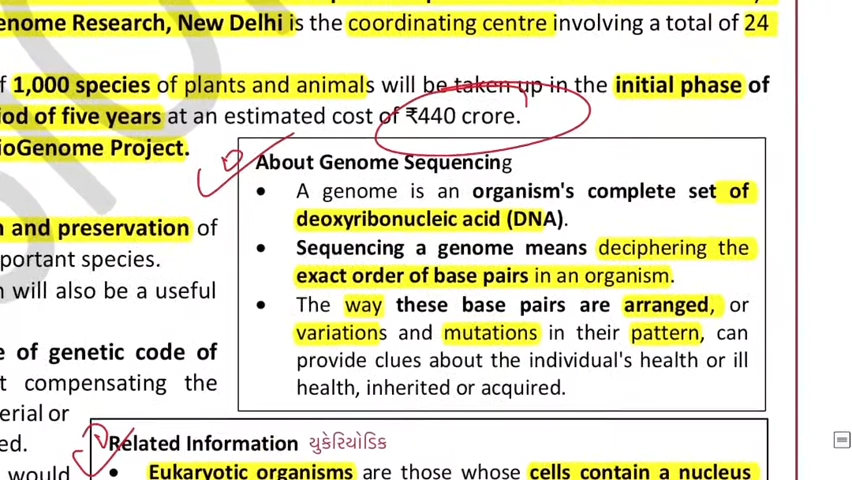 enome Research, New Delhi is the coordinating centre involving a total of 24
f 1,000 species of plants and animals will be taken up in the initial phase of
iod of five years at an estimated cost of ₹440 crore.
ioGenome Project.
About Genome Sequencing
• A genome is an organism's complete set of
deoxyribonucleic acid (DNA).
n and preservation of
• Sequencing a genome means deciphering the
portant species.
exact order of base pairs in an organism.
n will also be a useful
• The way these base pairs are arranged, or
variations and mutations in their pattern, can
e of genetic code of
provide clues about the individual's health or ill
t compensating the
health, inherited or acquired.
erial or
ed.
Related Information યુકેરિયોડિક
would
• Eukaryotic organisms are those whose cells contain a nucleus